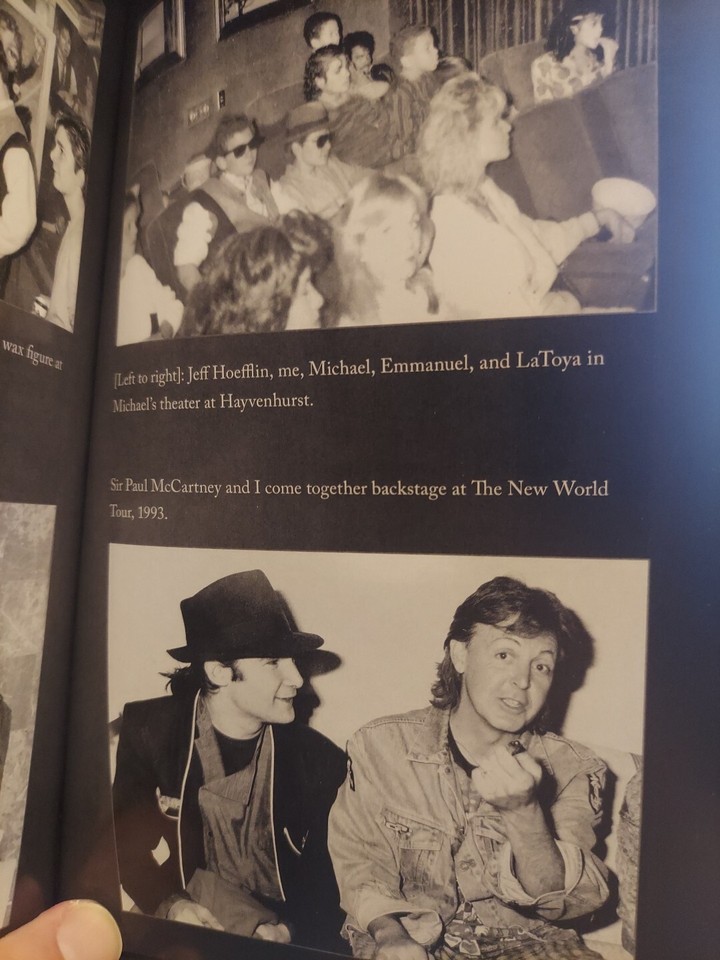 wax figure at
[Left to right]: Jeff Hoefflin, me, Michael, Emmanuel, and LaToya in
Michael's theater at Hayvenhurst.
Sir Paul McCartney and I come together backstage at The New World
Tour, 1993.